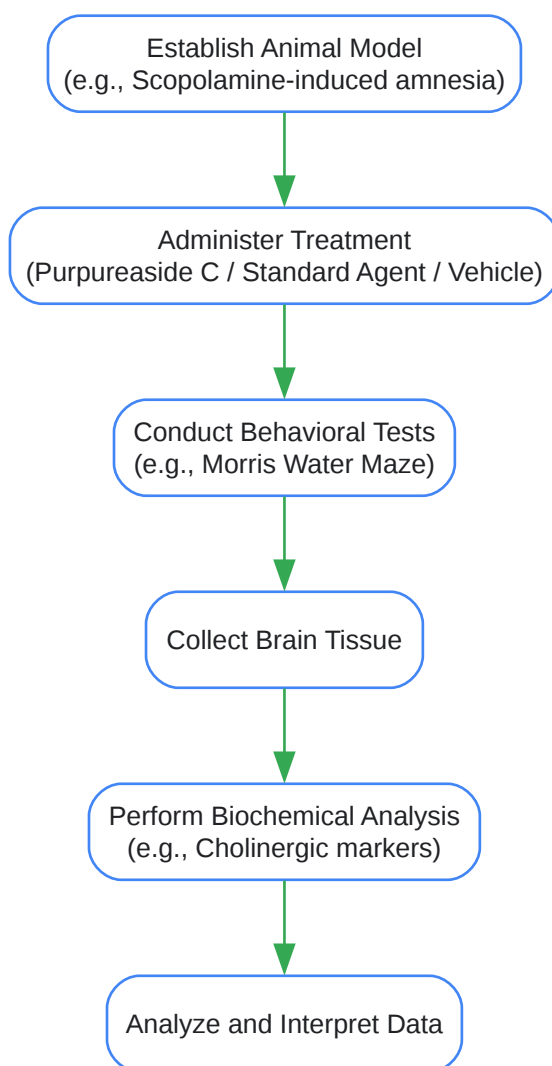 Establish Animal Model
(e.g., Scopolamine-induced amnesia)
Administer Treatment
(Purpureaside C / Standard Agent / Vehicle)
Conduct Behavioral Tests
(e.g., Morris Water Maze)
Collect Brain Tissue
Perform Biochemical Analysis
(e.g., Cholinergic markers)
Analyze and Interpret Data